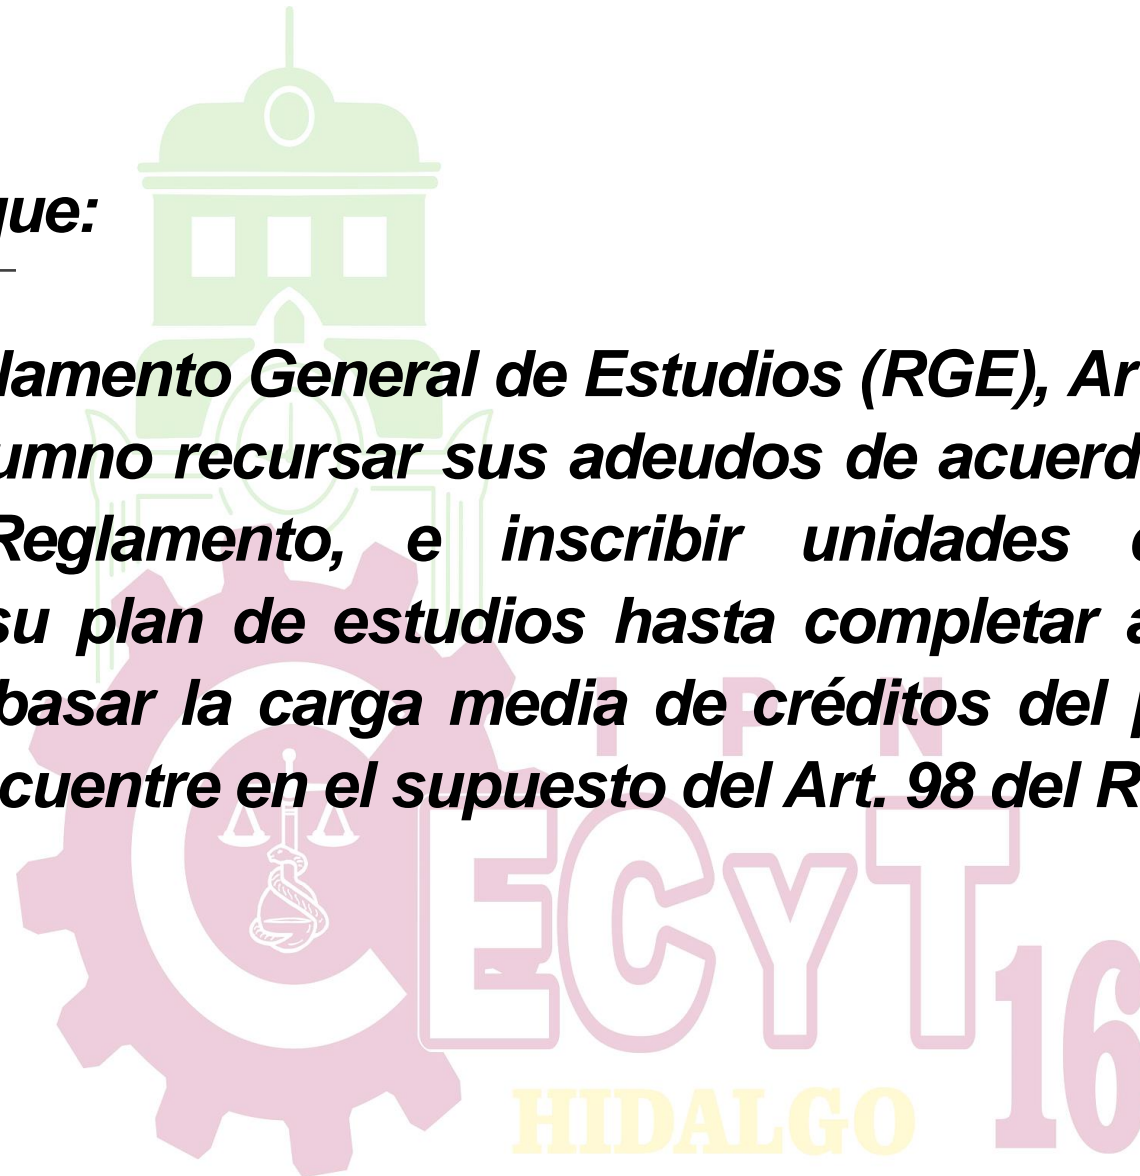 que:
lamento General de Estudios (RGE), Ar
umno recursar sus adeudos de acuerd
Reglamento, e inscribir unidades
su plan de estudios hasta completar a
basar la carga media de créditos del p
cuentre en el supuesto del Art. 98 del R
I P N
CECyT 16
HIDALGO